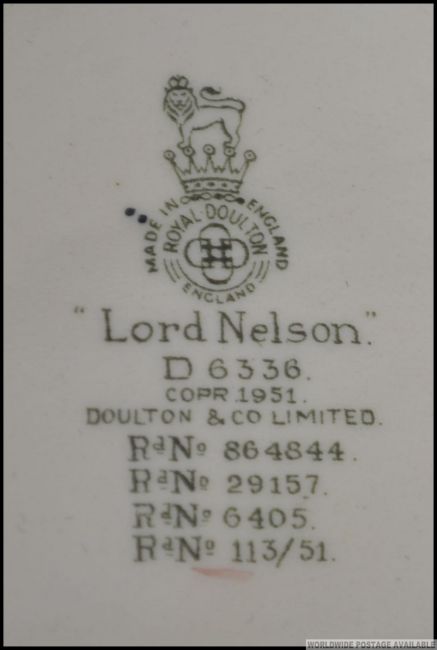 MADE IN ENGLAND
ROYAL DOULTON
ENGLAND
"Lord Nelson."
D 6336.
COPR.1951.
DOULTON & CO LIMITED.
Rd No 864844.
Rd No 29157.
Rd No 6405.
Rd No 113/51.
WORLDWIDE POSTAGE AVAILABLE